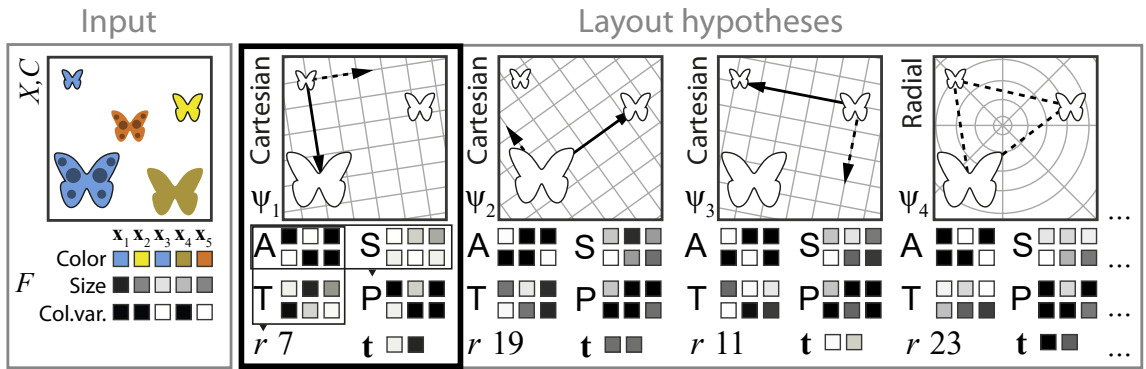 Input
Layout hypotheses
X, C
Cartesian
Cartesian
Cartesian
Radial
Ψ1
Ψ2
Ψ3
Ψ4
...
x1 x2 x3 x4 x5
Color
F Size
Col.var.
A S
T P
r 7 t
A S
T P
r 19 t
A S
T P
r 11 t
A S ...
T P ...
r 23 t ...